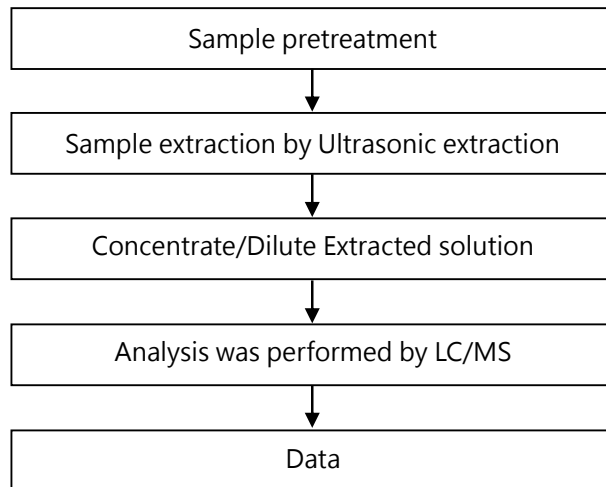 Sample pretreatment
Sample extraction by Ultrasonic extraction
Concentrate/Dilute Extracted solution
Analysis was performed by LC/MS
Data